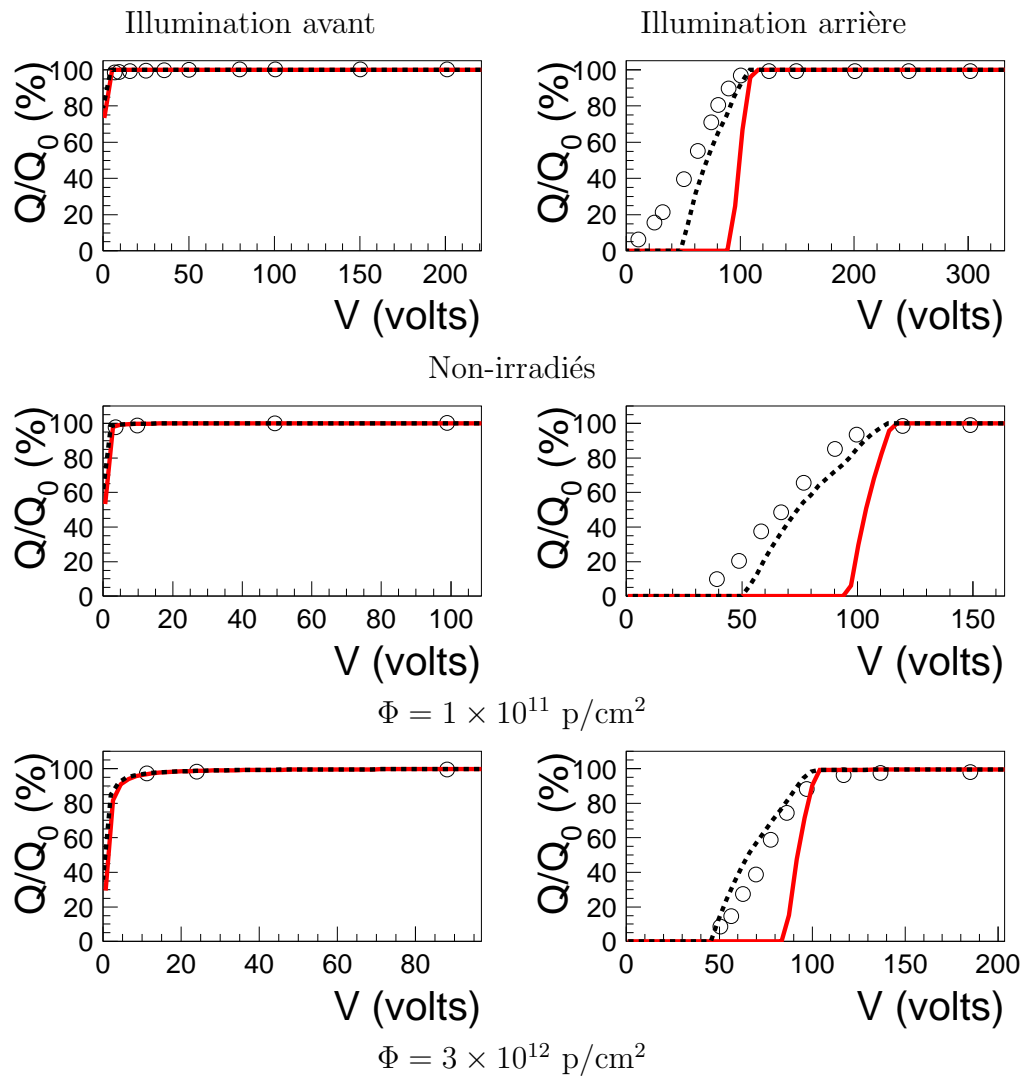 Illumination avant
Illumination arrière
Q/Q0 (%)
100
80
60
40
20
0
0 50 100 150 200
V (volts)
Q/Q0 (%)
100
80
60
40
20
0
0 100 200 300
V (volts)
Non-irradiés
Q/Q0 (%)
100
80
60
40
20
0
0 20 40 60 80 100
V (volts)
Q/Q0 (%)
100
80
60
40
20
0
0 50 100 150
V (volts)
Φ = 1 × 10¹¹ p/cm²
Q/Q0 (%)
100
80
60
40
20
0
0 20 40 60 80
V (volts)
Q/Q0 (%)
100
80
60
40
20
0
0 50 100 150 200
V (volts)
Φ = 3 × 10¹² p/cm²